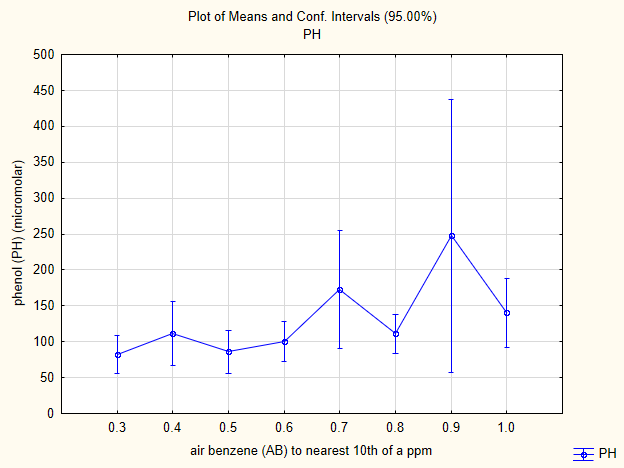 Plot of Means and Conf. Intervals (95.00%)
PH
500
450
400
350
300
250
200
150
100
50
0
phenol (PH) (micromolar)
0.3 0.4 0.5 0.6 0.7 0.8 0.9 1.0
air benzene (AB) to nearest 10th of a ppm
PH